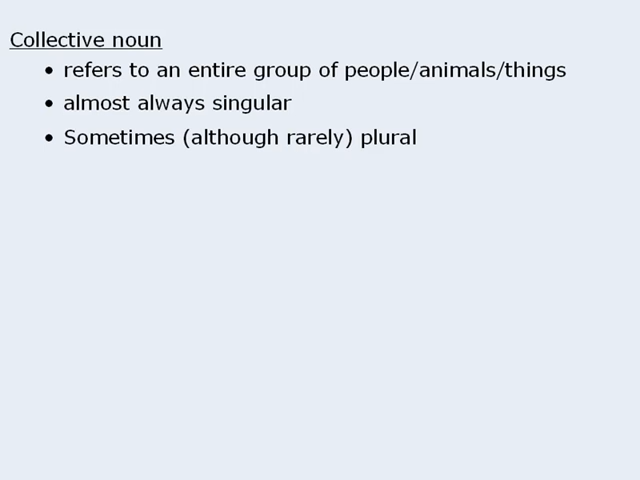 Collective noun
• refers to an entire group of people/animals/things
• almost always singular
• Sometimes (although rarely) plural